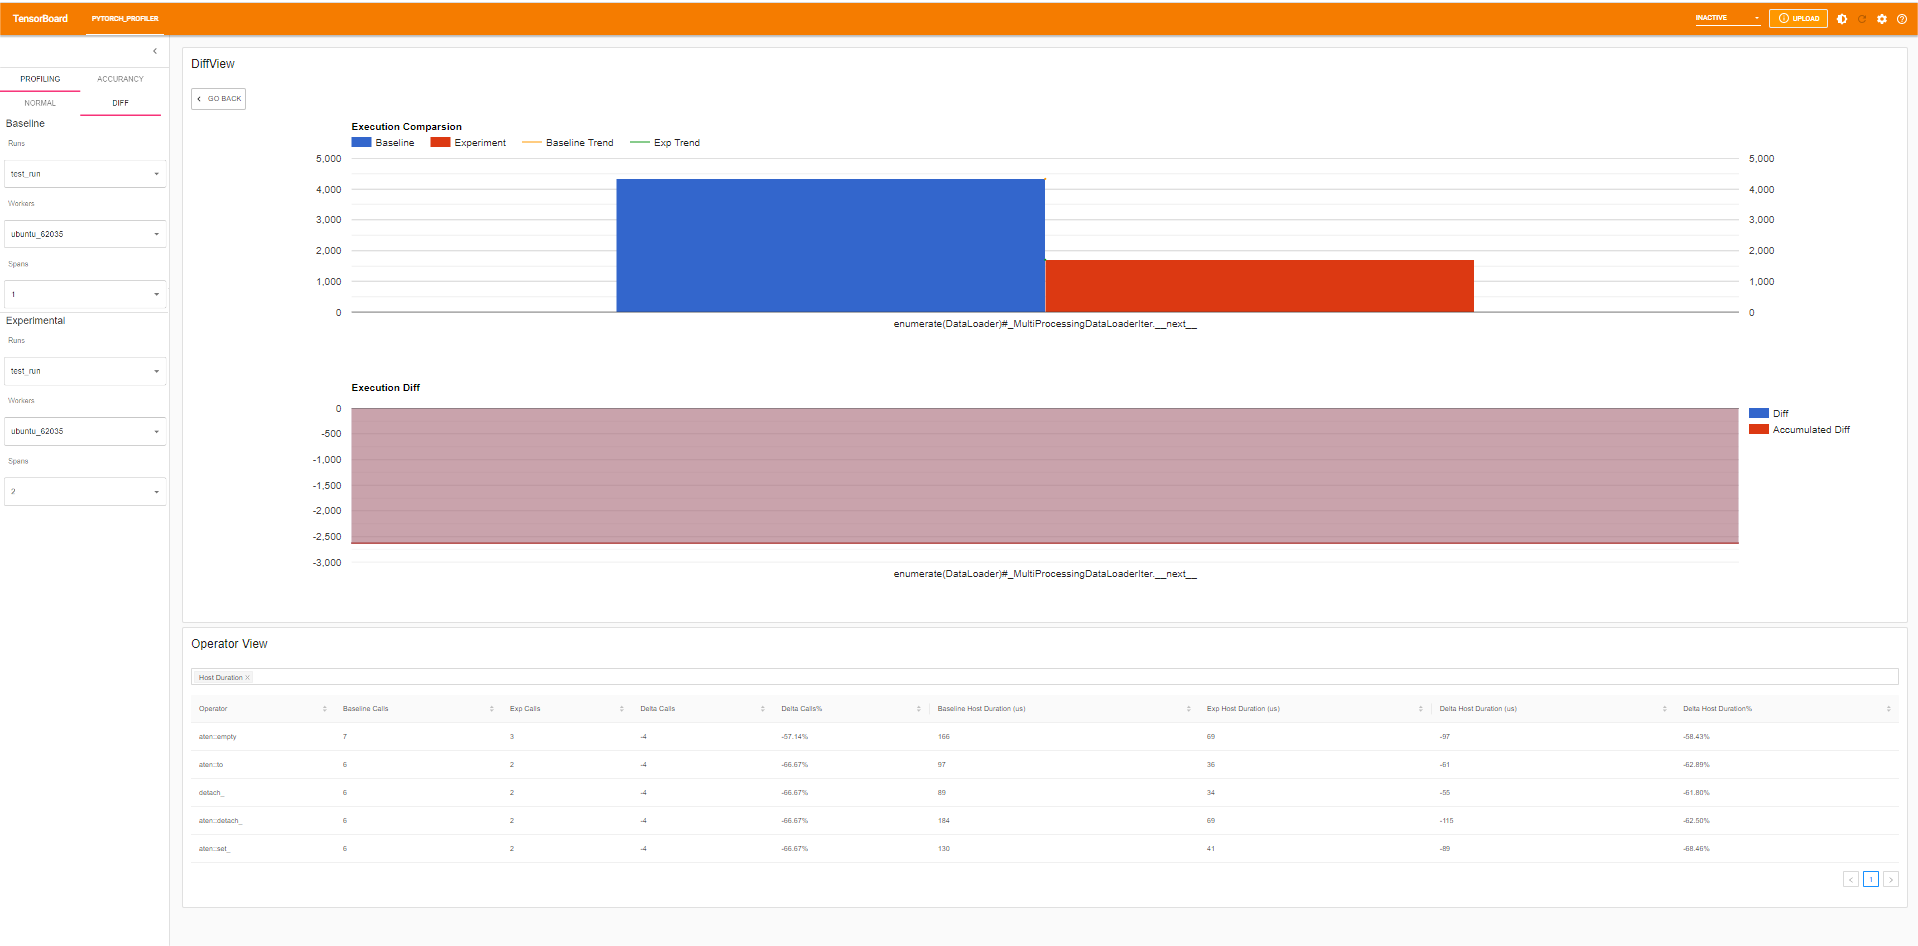 TensorBoard PYTORCH_PROFILER INACTIVE UPLOAD
PROFILING ACCURANCY
NORMAL DIFF
Baseline
Runs
test_run
Workers
ubuntu_62035
Spans
1
Experimental
Runs
test_run
Workers
ubuntu_62035
Spans
2
DiffView
GO BACK
Execution Comparsion
Baseline Experiment Baseline Trend Exp Trend
5,000 5,000
4,000 4,000
3,000 3,000
2,000 2,000
1,000 1,000
0 0
enumerate(DataLoader)#_MultiProcessingDataLoaderIter.__next__
Execution Diff
0
-500
-1,000
-1,500
-2,000
-2,500
-3,000
Diff
Accumulated Diff
enumerate(DataLoader)#_MultiProcessingDataLoaderIter.__next__
Operator View
Host Duration ×
Operator Baseline Calls Exp Calls Delta Calls Delta Calls% Baseline Host Duration (us) Exp Host Duration (us) Delta Host Duration (us) Delta Host Duration%
aten::empty 7 3 -4 -57.14% 166 69 -97 -58.43%
aten::to 6 2 -4 -66.67% 97 36 -61 -62.89%
detach_ 6 2 -4 -66.67% 89 34 -55 -61.80%
aten::detach_ 6 2 -4 -66.67% 184 69 -115 -62.50%
aten::set_ 6 2 -4 -66.67% 130 41 -89 -68.46%
< 1 >